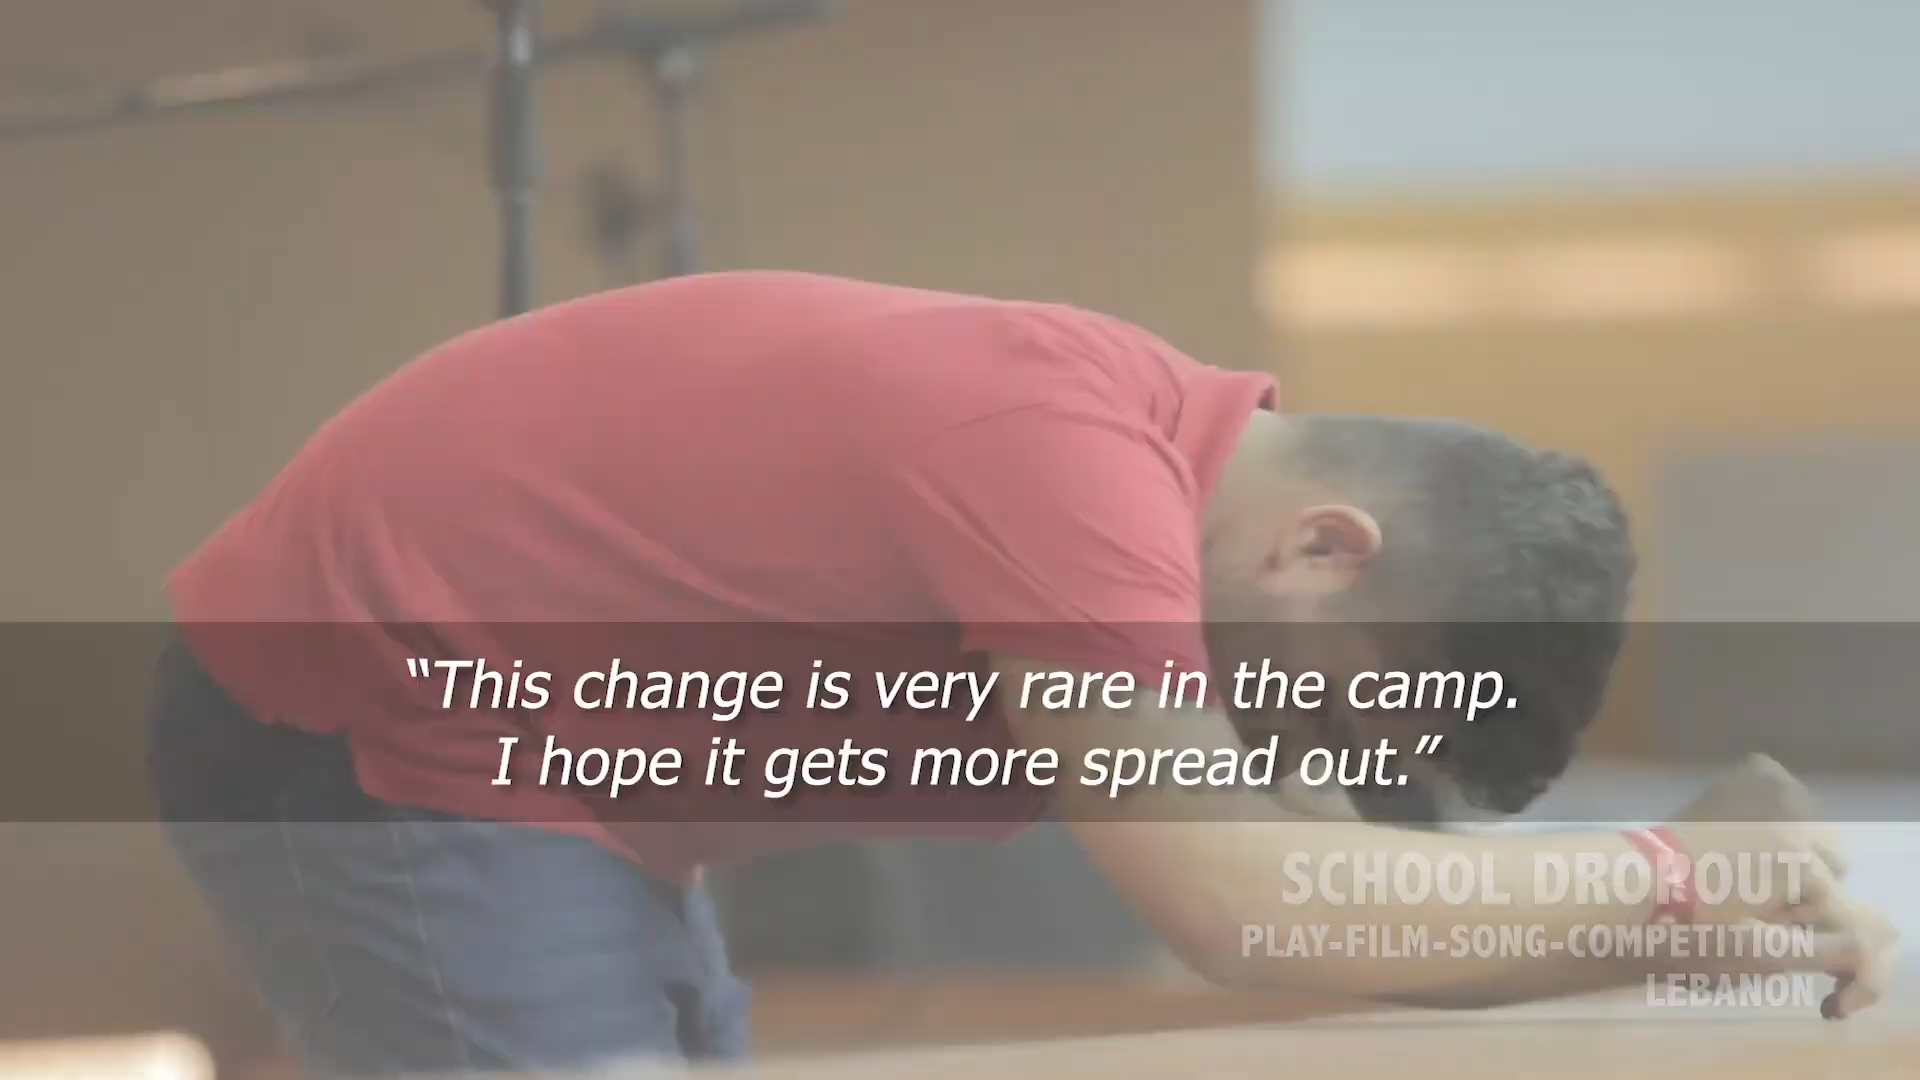 “This change is very rare in the camp.
I hope it gets more spread out.”
SCHOOL DROPOUT
PLAY-FILM-SONG-COMPETITION
LEBANON